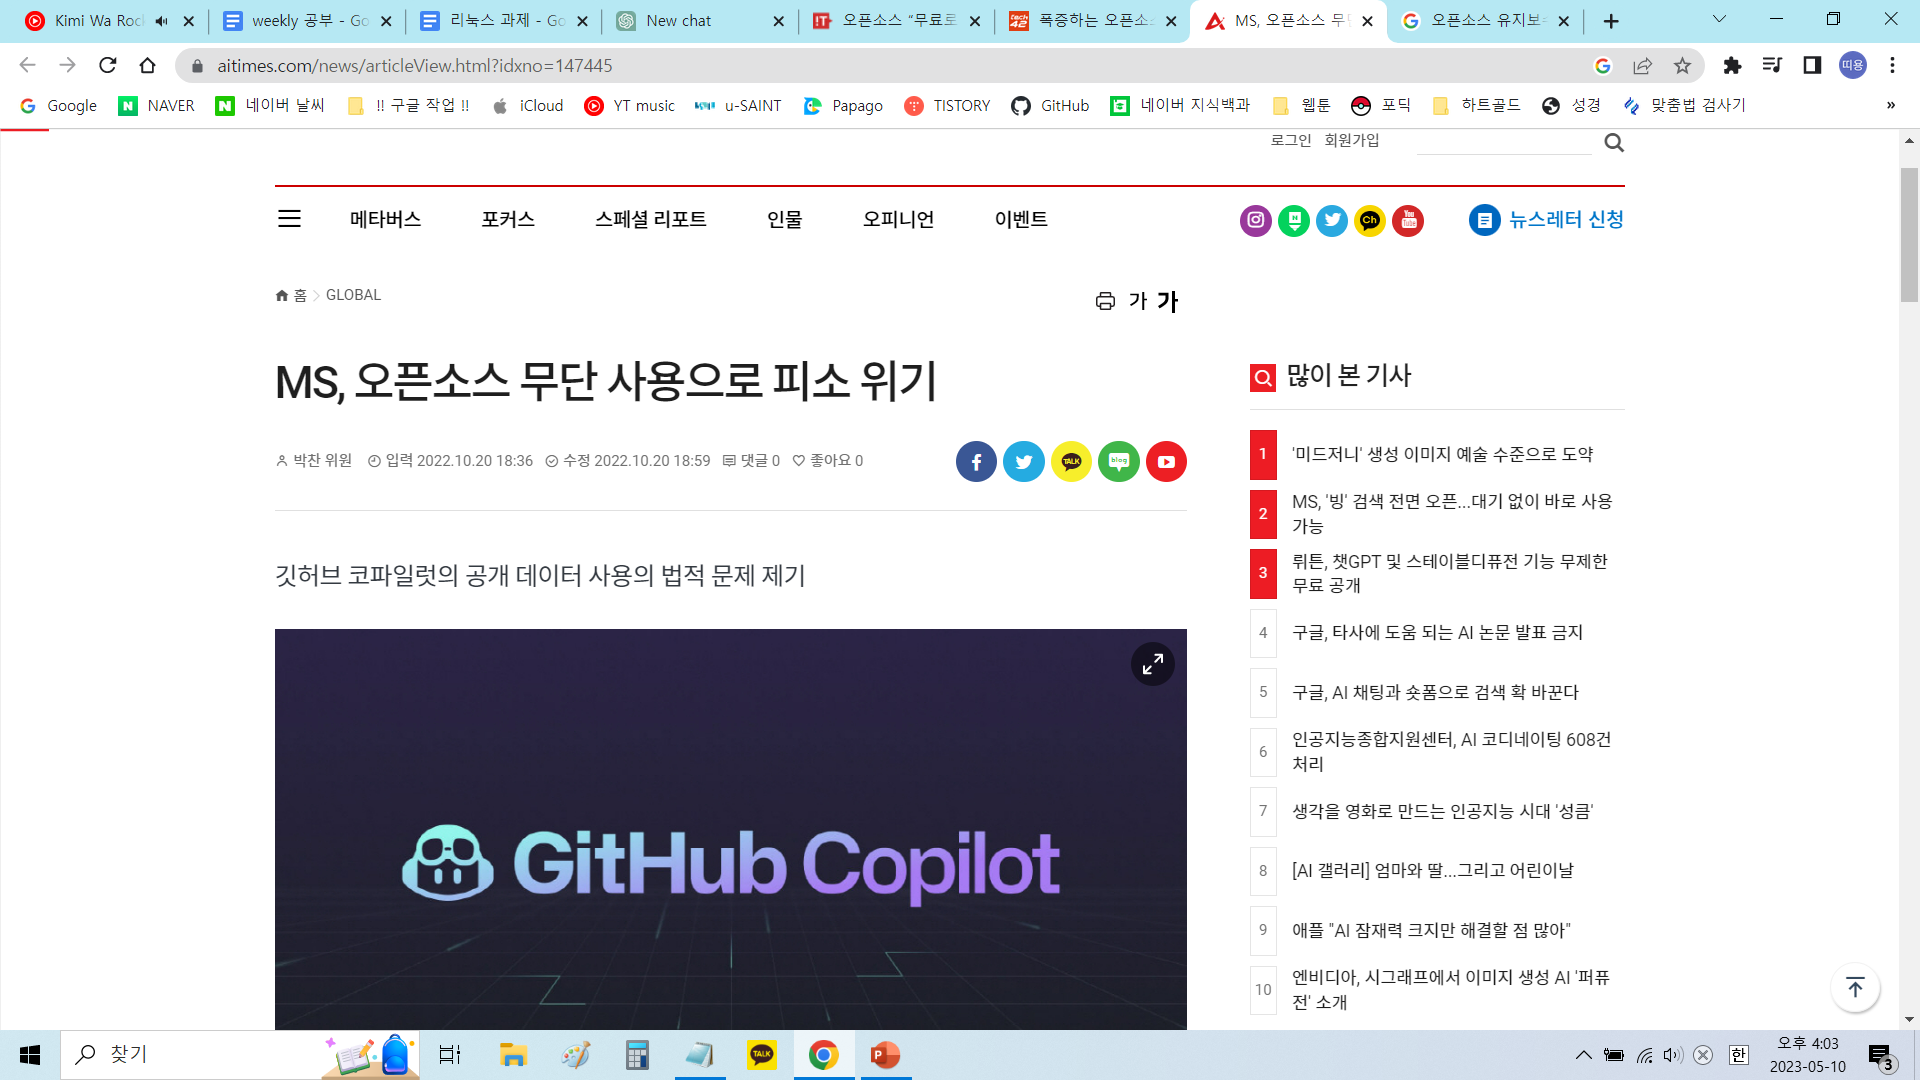 Kimi Wa Rock
weekly 공부 - Go
리눅스 과제 - Go
New chat
오픈소스 “무료로
폭증하는 오픈소스
MS, 오픈소스 무단
오픈소스 유지보수
aitimes.com/news/articleView.html?idxno=147445
띠용
Google
NAVER
네이버 날씨
!! 구글 작업 !!
iCloud
YT music
u-SAINT
Papago
TISTORY
GitHub
네이버 지식백과
웹툰
포딕
하트골드
성경
맞춤법 검사기
»
로그인 회원가입
메타버스 포커스 스페셜 리포트 인물 오피니언 이벤트
Ch
You Tube
뉴스레터 신청
홈 GLOBAL
가 가
MS, 오픈소스 무단 사용으로 피소 위기
박찬 위원 입력 2022.10.20 18:36 수정 2022.10.20 18:59 댓글 0 좋아요 0
TALK
blog
깃허브 코파일럿의 공개 데이터 사용의 법적 문제 제기
GitHub Copilot
많이 본 기사
1 '미드저니' 생성 이미지 예술 수준으로 도약
2 MS, '빙' 검색 전면 오픈...대기 없이 바로 사용
가능
3 뤼튼, 챗GPT 및 스테이블디퓨전 기능 무제한
무료 공개
4 구글, 타사에 도움 되는 AI 논문 발표 금지
5 구글, AI 채팅과 숏폼으로 검색 확 바꾼다
6 인공지능종합지원센터, AI 코디네이팅 608건
처리
7 생각을 영화로 만드는 인공지능 시대 '성큼'
8 [AI 갤러리] 엄마와 딸...그리고 어린이날
9 애플 "AI 잠재력 크지만 해결할 점 많아"
10 엔비디아, 시그래프에서 이미지 생성 AI '퍼퓨
전' 소개
찾기
TALK
P
한
오후 4:03
2023-05-10
3